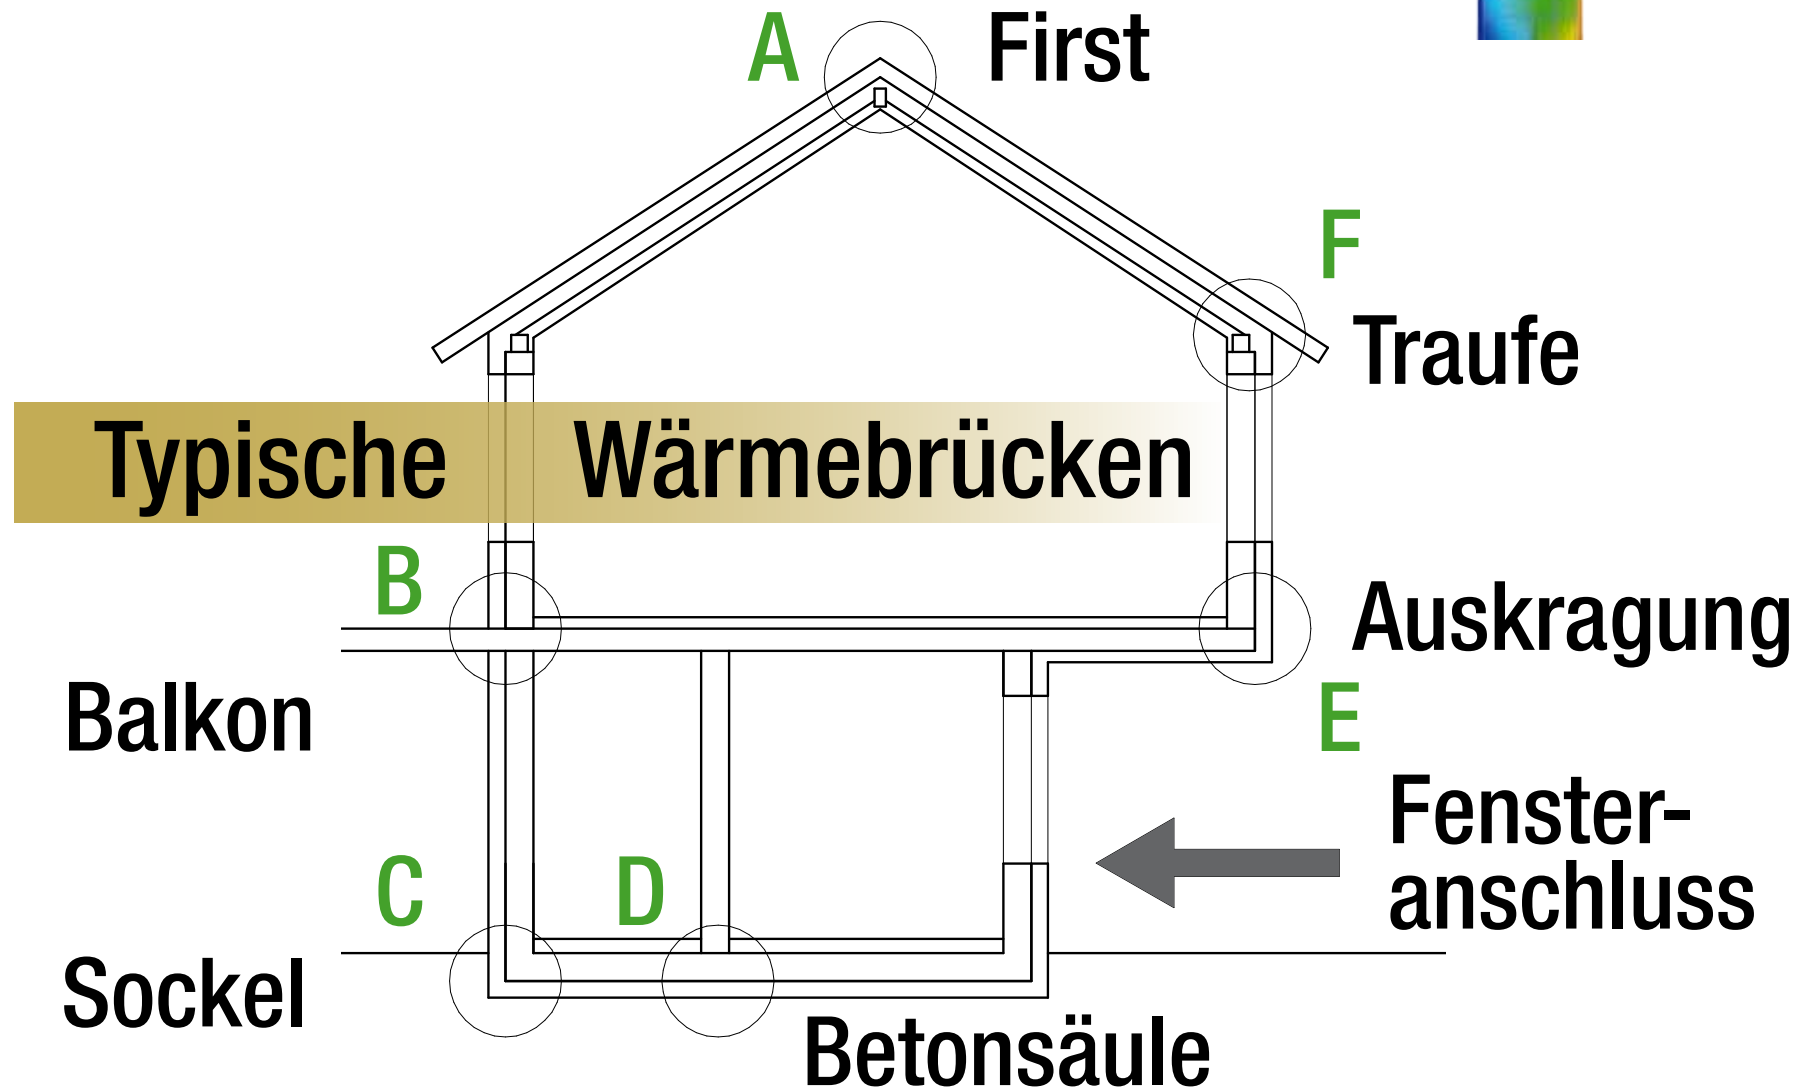 A First
F
Traufe
Typische Wärmebrücken
B
Auskragung
Balkon
E
Fenster-
anschluss
C
D
Sockel
Betonsäule